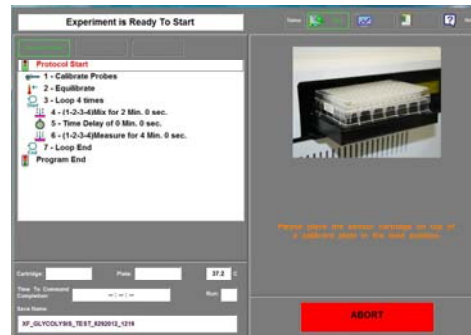 Experiment is Ready To Start
Protocol Start
1 - Calibrate Probes
2 - Equilibrate
3 - Loop 4 times
4 - (1-2-3-4)Mix for 2 Min. 0 sec.
5 - Time Delay of 0 Min. 0 sec.
6 - (1-2-3-4)Measure for 4 Min. 0 sec.
7 - Loop End
Program End
Please place the sensor cartridge on top of
a calibrant plate in the load position.
Cartridge:
Plate:
37.2 C
Time To Command
Completion:
--:--:--
Run:
Save Name:
XF_GLYCOLYSIS_TEST_6292012_1219
ABORT